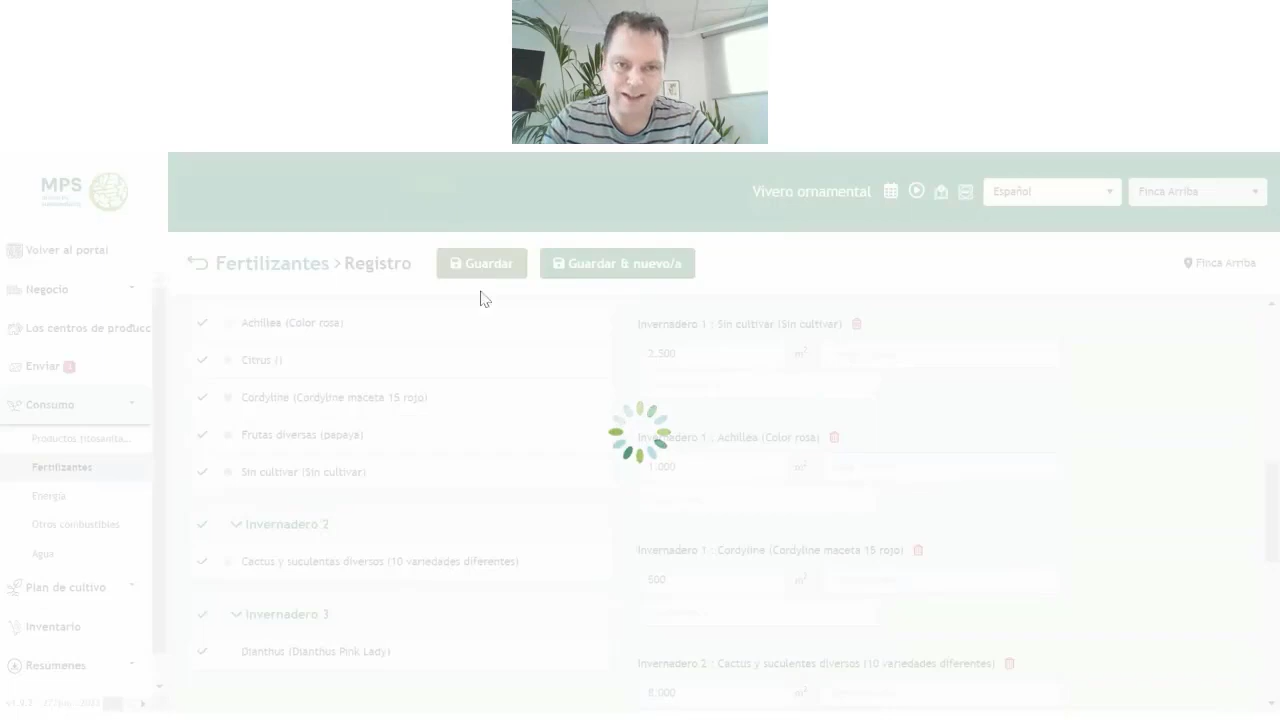 MPS
Vivero ornamental
Español
Finca Arriba
Volver al portal
Negocio
Los centros de producc
Enviar
Consumo
Productos fitosanita...
Fertilizantes
Energía
Otros combustibles
Agua
Plan de cultivo
Inventario
Resúmenes
Fertilizantes > Registro
Guardar
Guardar & nuevo/a
Finca Arriba
Achillea (Color rosa)
Citrus ()
Cordyline (Cordyline maceta 15 rojo)
Frutas diversas (papaya)
Sin cultivar (Sin cultivar)
Invernadero 2
Cactus y suculentas diversos (10 variedades diferentes)
Invernadero 3
Dianthus (Dianthus Pink Lady)
Invernadero 1 : Sin cultivar (Sin cultivar)
2.500 m²
Invernadero 1 : Achillea (Color rosa)
1.000 m²
Invernadero 1 : Cordyline (Cordyline maceta 15 rojo)
500 m²
Invernadero 2 : Cactus y suculentas diversos (10 variedades diferentes)
8.000 m²